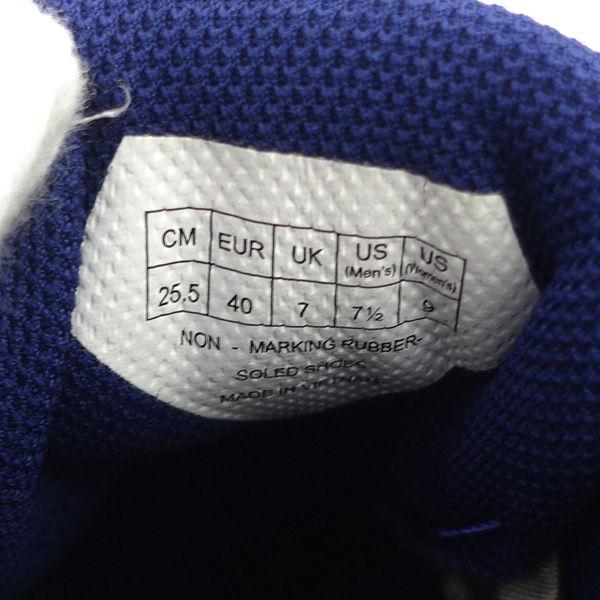 CM EUR UK US (Men's) US (Women's)
25.5 40 7 7½ 9
NON - MARKING RUBBER-
SOLED SHOES
MADE IN VIETNAM